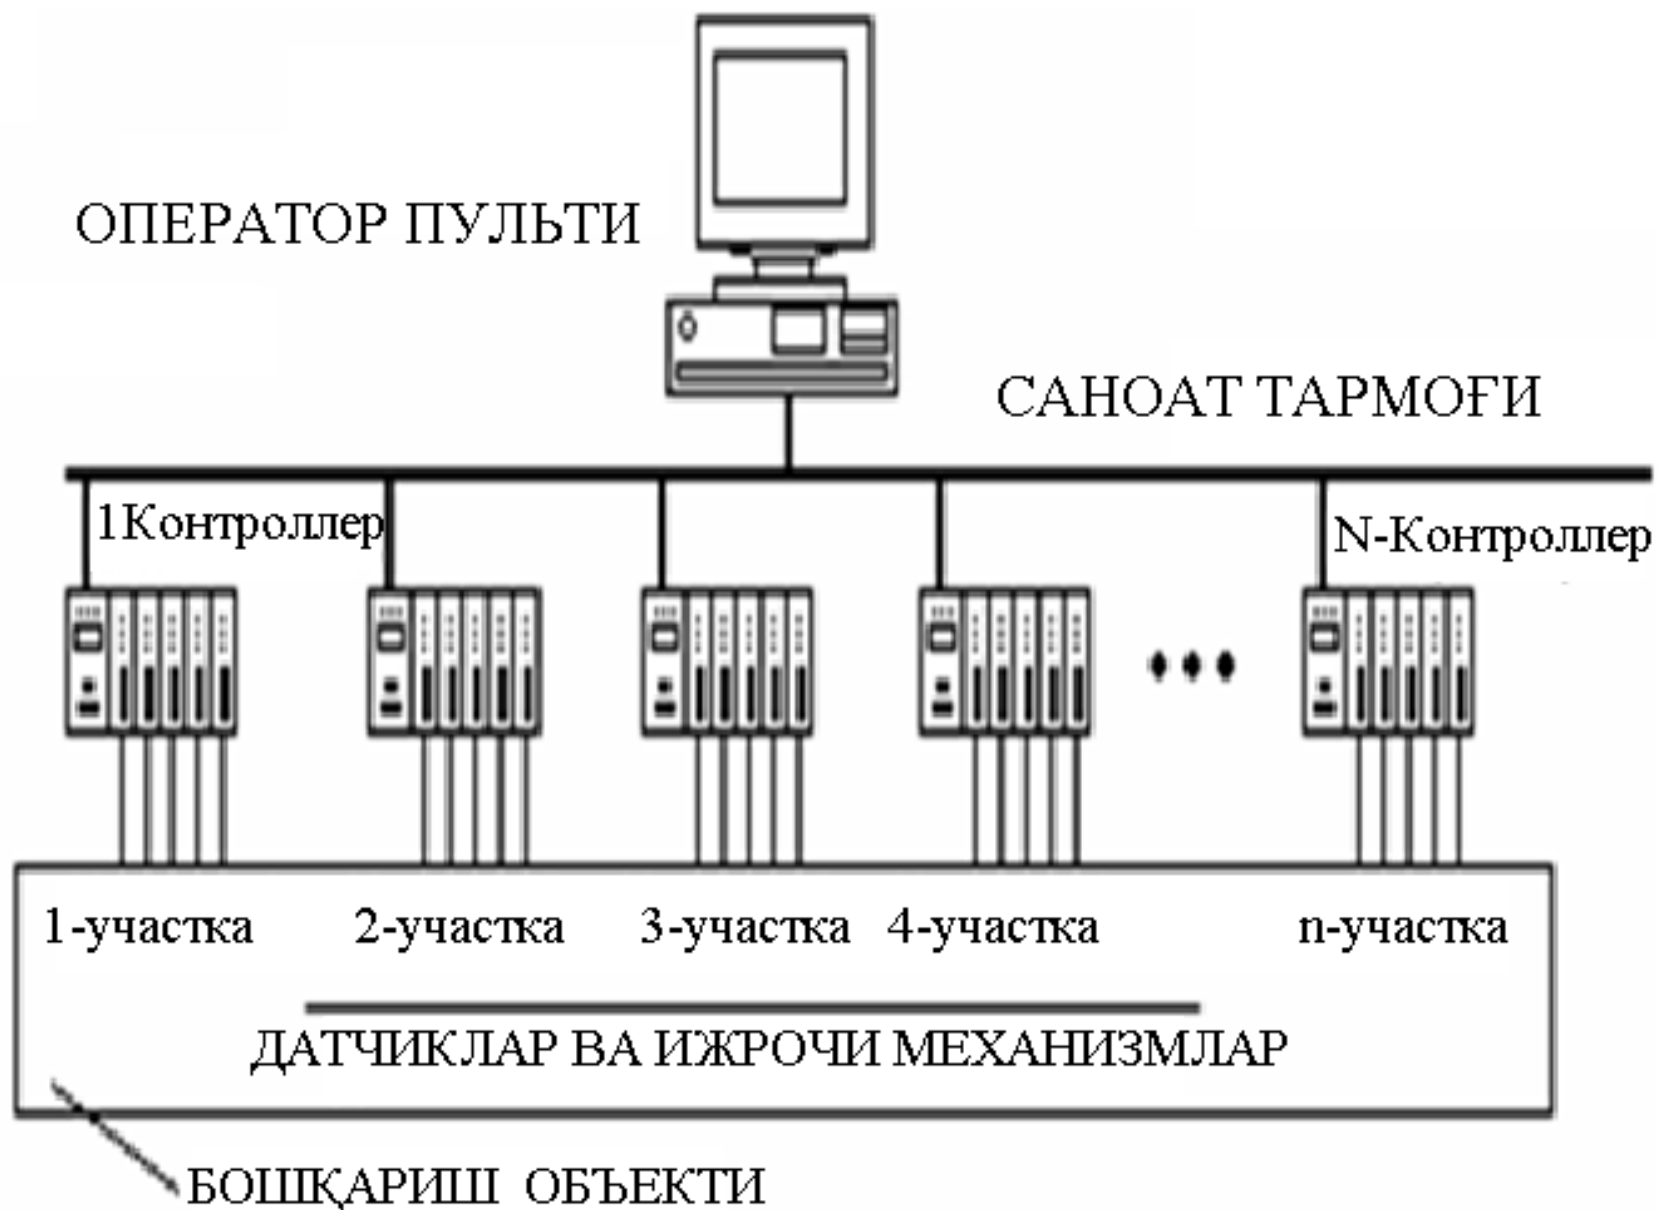 ОПЕРАТОР ПУЛЬТИ
САНОАТ ТАРМОҒИ
1Контроллер
N-Контроллер
1-участка 2-участка 3-участка 4-участка n-участка
ДАТЧИКЛАР ВА ИЖРОЧИ МЕХАНИЗМЛАР
БОШҚАРИШ ОБЪЕКТИ